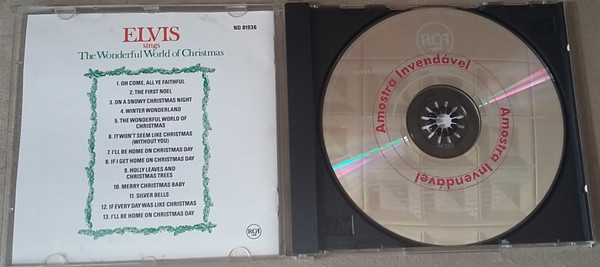 ELVIS
ND 81936
sings
The Wonderful World of Christmas
1. OH COME, ALL YE FAITHFUL
2. THE FIRST NOEL
3. ON A SNOWY CHRISTMAS NIGHT
4. WINTER WONDERLAND
5. THE WONDERFUL WORLD OF
CHRISTMAS
6. IT WON'T SEEM LIKE CHRISTMAS
(WITHOUT YOU)
7. I'LL BE HOME ON CHRISTMAS DAY
8. IF I GET HOME ON CHRISTMAS DAY
9. HOLLY LEAVES AND
CHRISTMAS TREES
10. MERRY CHRISTMAS BABY
11. SILVER BELLS
12. IF EVERY DAY WAS LIKE CHRISTMAS
13. I'LL BE HOME ON CHRISTMAS DAY
RCA
RCA
Amostra Invendável
Amostra Invendável